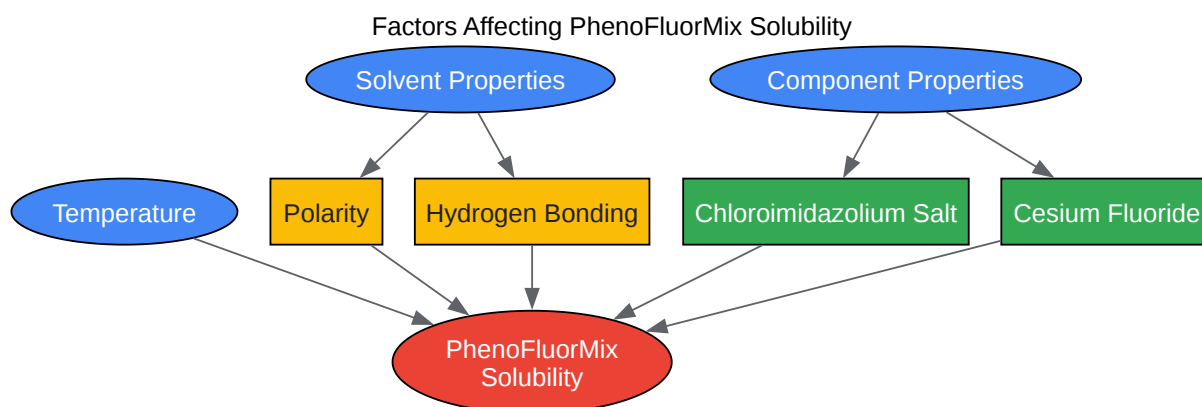 Factors Affecting PhenoFluorMix Solubility
Solvent Properties
Component Properties
Temperature
Polarity
Hydrogen Bonding
Chloroimidazolium Salt
Cesium Fluoride
PhenoFluorMix
Solubility